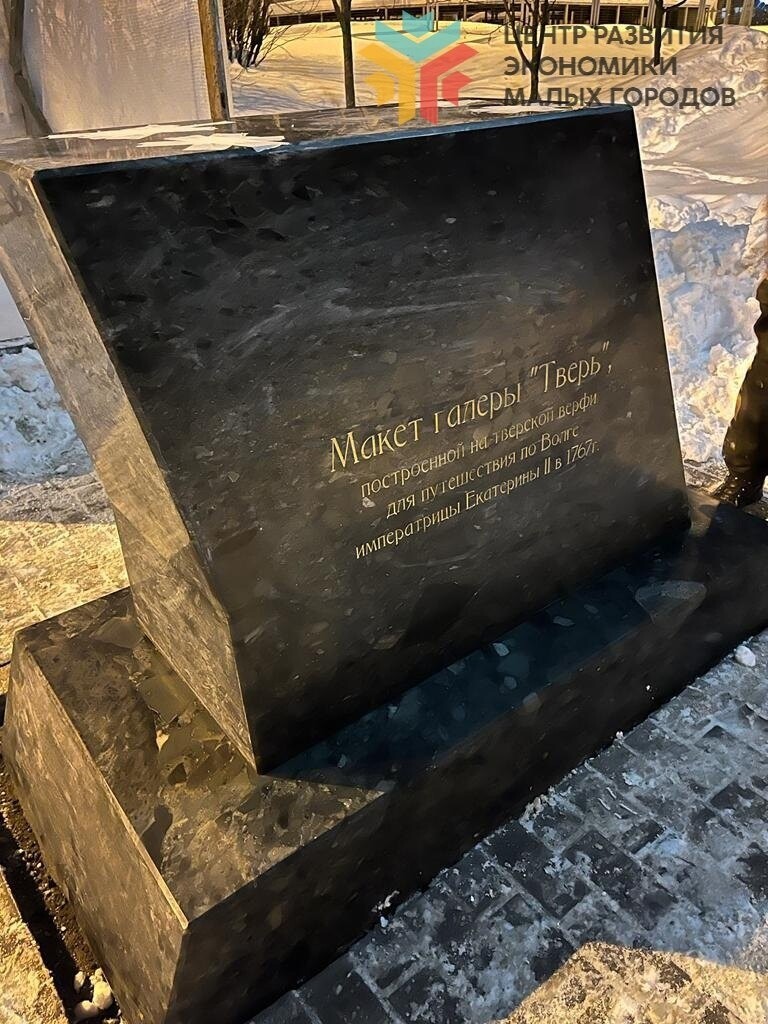 ЦЕНТР РАЗВИТИЯ
ЭКОНОМИКИ
МАЛЫХ ГОРОДОВ
Макет галеры "Тверь",
построенной на тверской верфи
для путешествия по Волге
императрицы Екатерины II в 1767г.